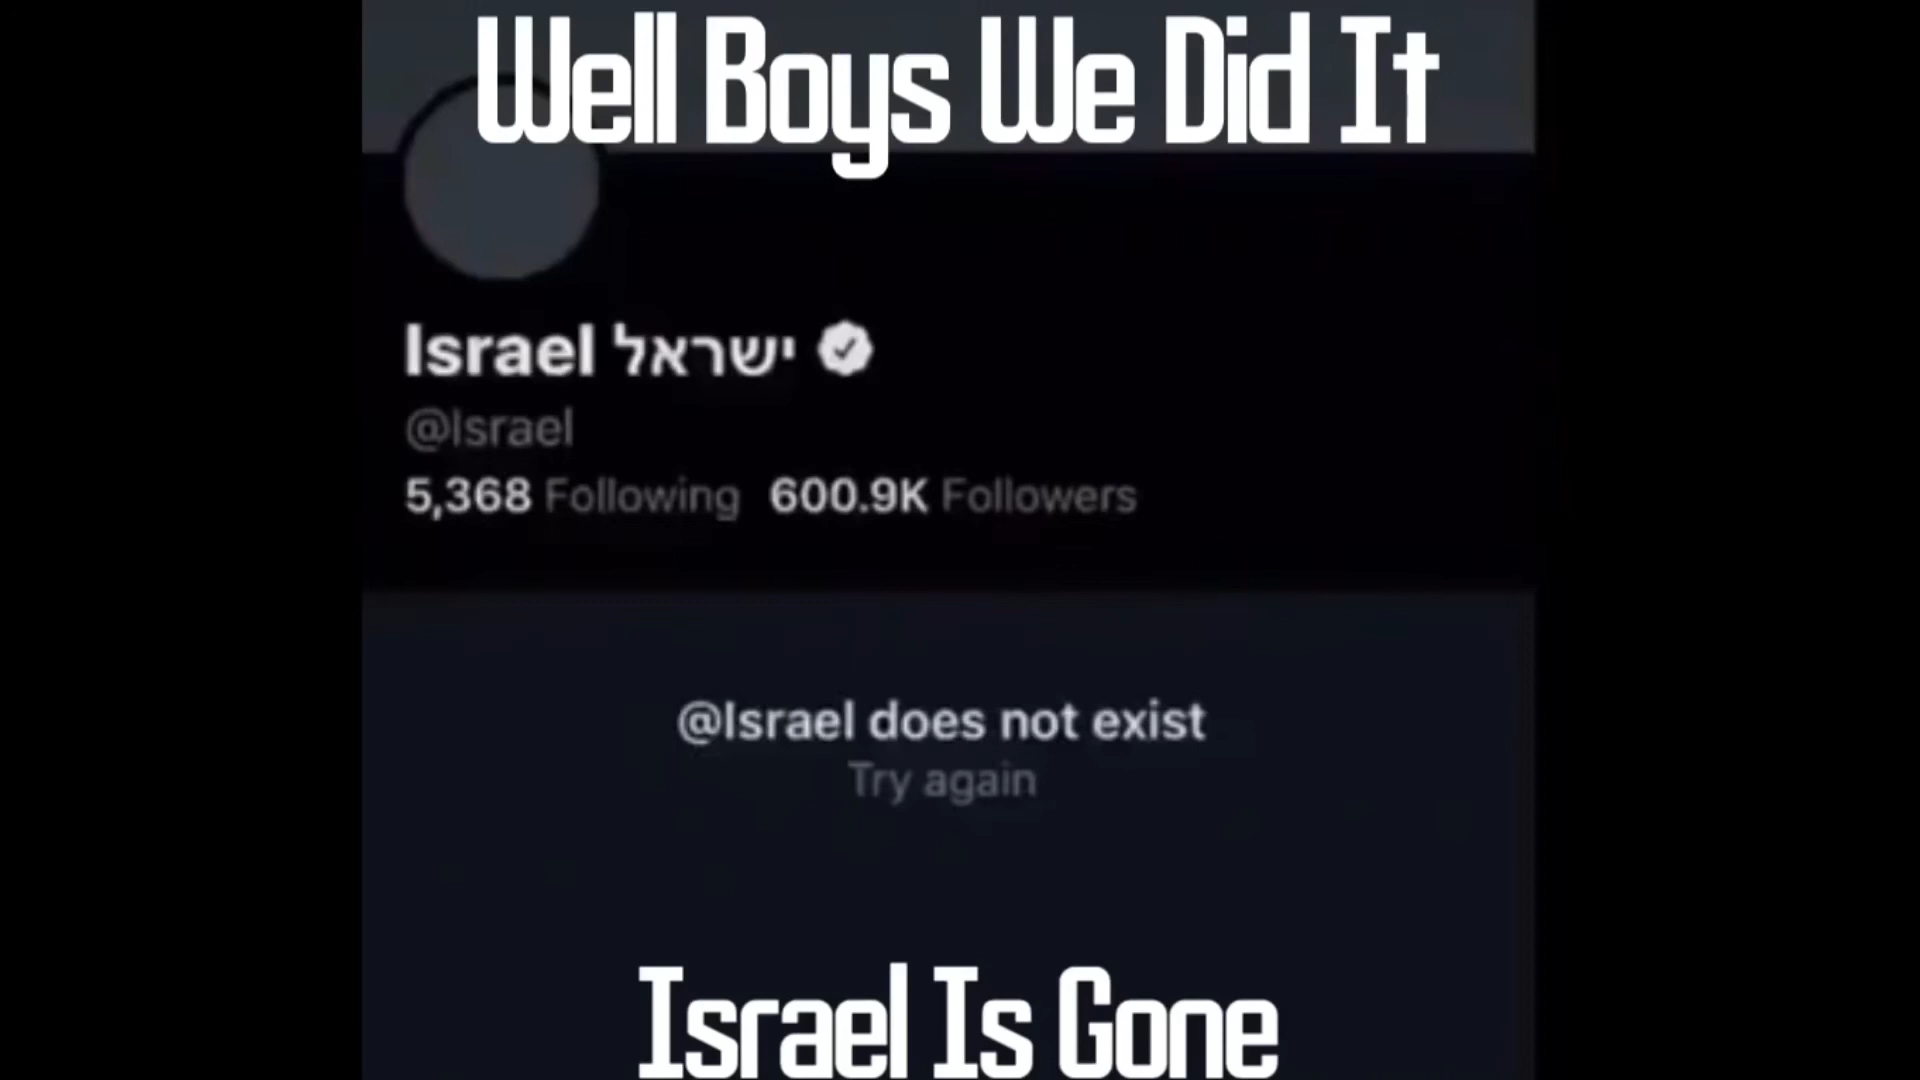 Well Boys We Did It
Israel ישראל
@Israel
5,368 Following 600.9K Followers
@Israel does not exist
Try again
Israel Is Gone